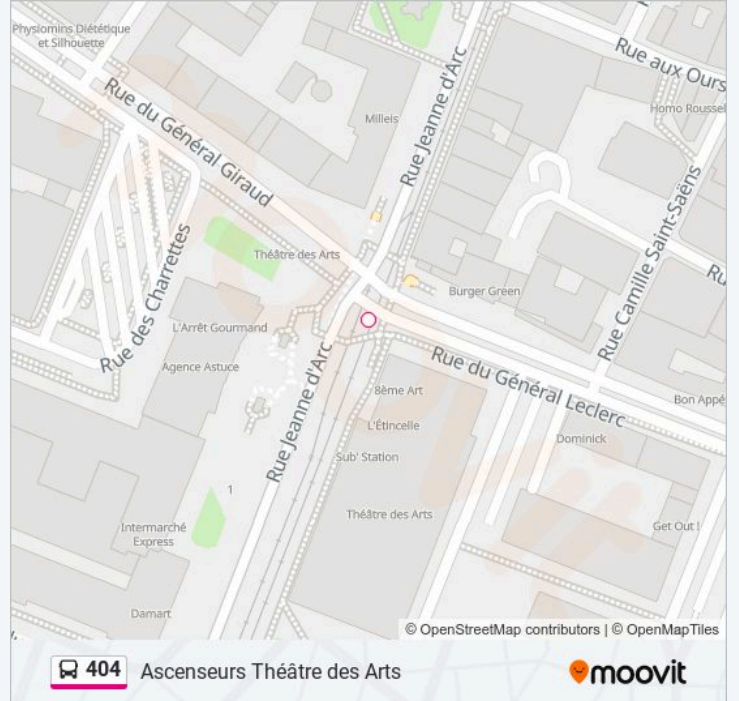 Physiomins Diététique
et Silhouette
Rue aux Ours
Rue du Général Giraud
Rue Jeanne d'Arc
Milleis
Homo Roussel
Théâtre des Arts
Rue Camille Saint-Saëns
Ru
Rue des Charrettes
Burger Green
L'Arrêt Gourmand
Agence Astuce
Rue du Général Leclerc
Rue Jeanne d'Arc
8ème Art
Bon Appé
L'Étincelle
Dominick
Sub' Station
1
Théâtre des Arts
Intermarché
Express
Get Out !
Damart
© OpenStreetMap contributors | © OpenMapTiles
404 Ascenseurs Théâtre des Arts
moovit